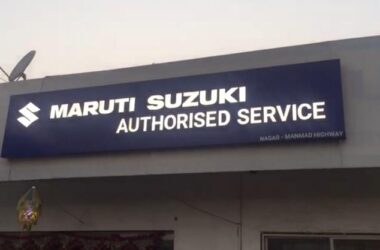 MARUTI SUZUKI
AUTHORISED SERVICE
NAGAR - MANMAD HIGHWAY